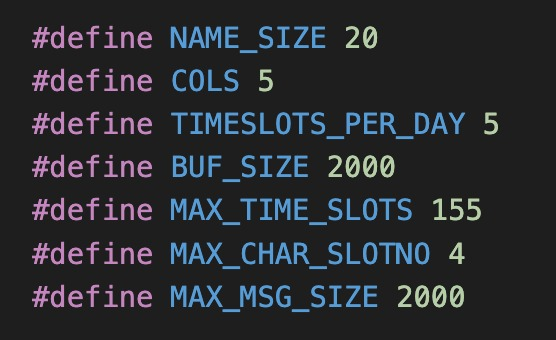 #define NAME_SIZE 20
#define COLS 5
#define TIMESLOTS_PER_DAY 5
#define BUF_SIZE 2000
#define MAX_TIME_SLOTS 155
#define MAX_CHAR_SLOTNO 4
#define MAX_MSG_SIZE 2000